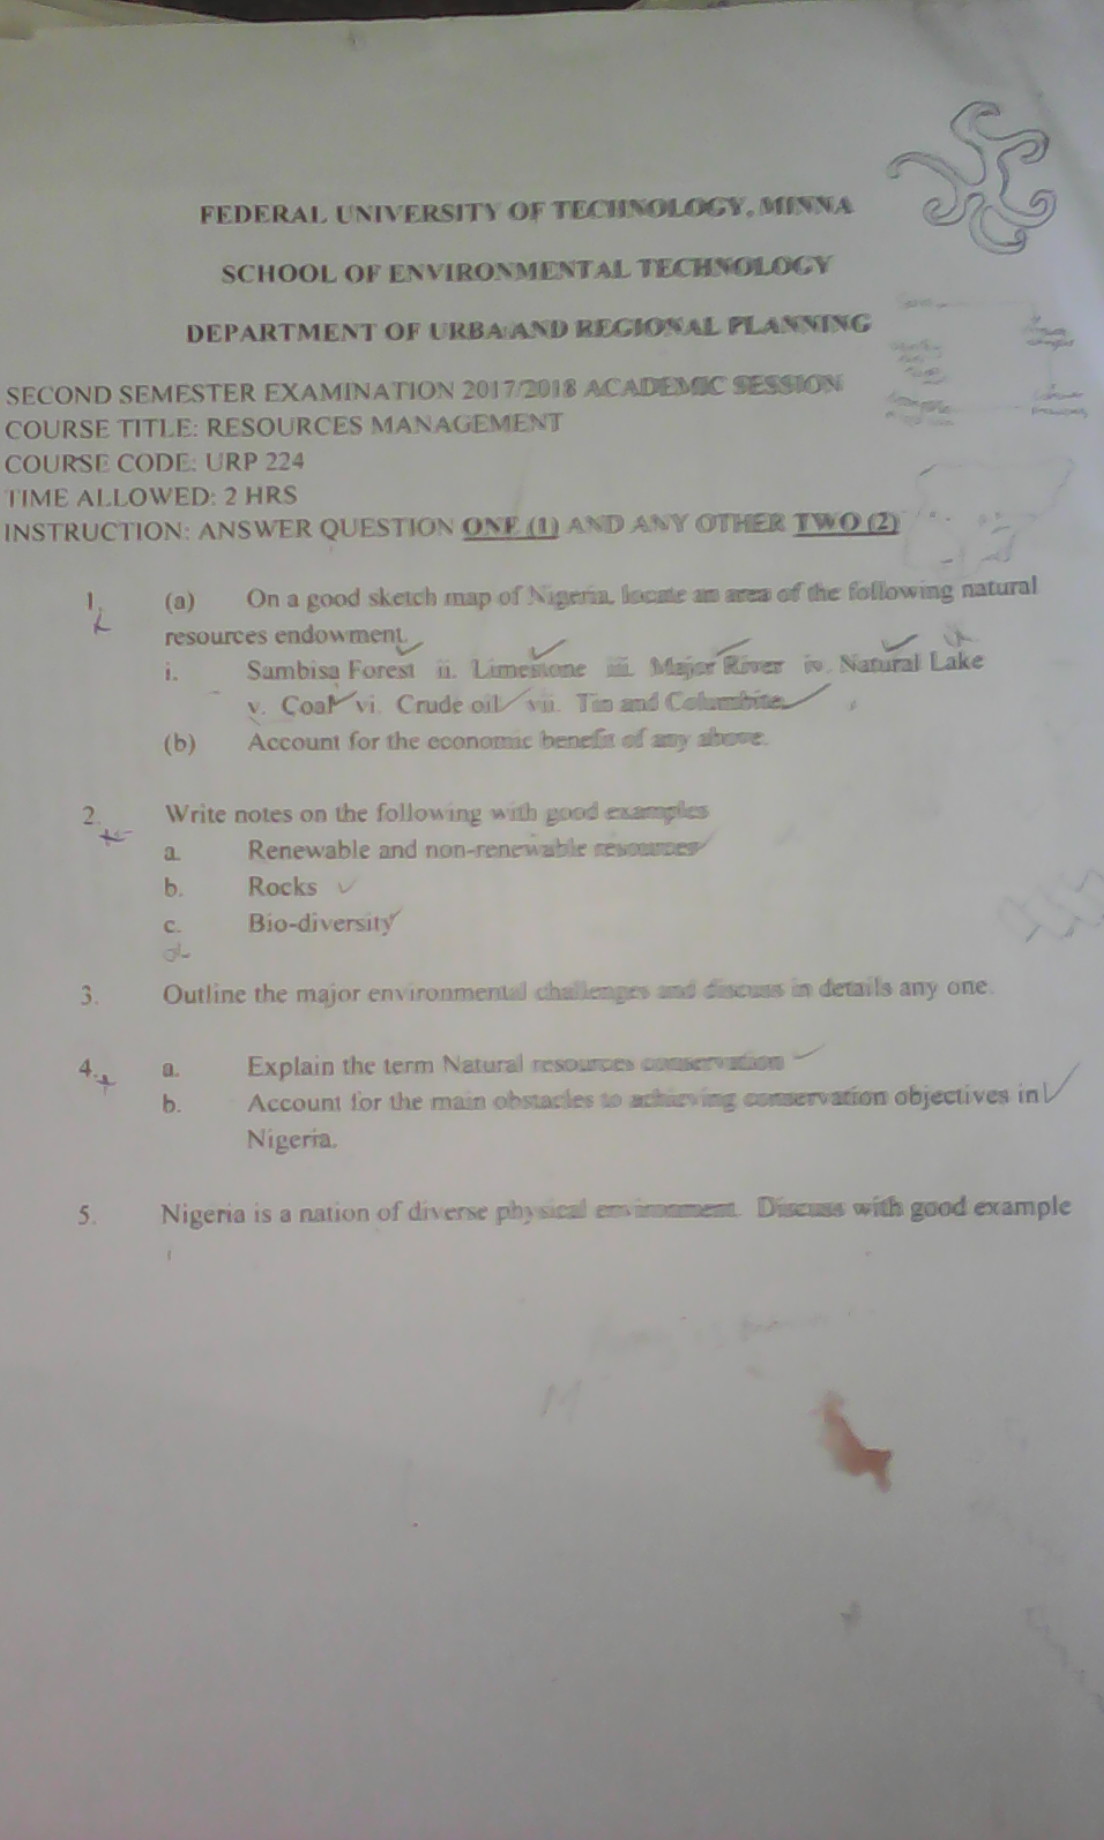 FEDERAL UNIVERSITY OF TECHNOLOGY, MINNA
SCHOOL OF ENVIRONMENTAL TECHNOLOGY
DEPARTMENT OF URBA AND REGIONAL PLANNING
SECOND SEMESTER EXAMINATION 2017/2018 ACADEMIC SESSION
COURSE TITLE: RESOURCES MANAGEMENT
COURSE CODE: URP 224
TIME ALLOWED: 2 HRS
INSTRUCTION: ANSWER QUESTION ONE (1) AND ANY OTHER TWO (2)
1. (a) On a good sketch map of Nigeria, locate an area of the following natural
resources endowment.
i. Sambisa Forest ii. Limestone iii. Major River iv. Natural Lake
v. Coal vi. Crude oil vii. Tin and Columbite.
(b) Account for the economic benefit of any above.
2. Write notes on the following with good examples
a. Renewable and non-renewable resources
b. Rocks
c. Bio-diversity
3. Outline the major environmental challenges and discuss in details any one.
4. a. Explain the term Natural resources conservation
b. Account for the main obstacles to achieving conservation objectives in
Nigeria.
5. Nigeria is a nation of diverse physical environment. Discuss with good example